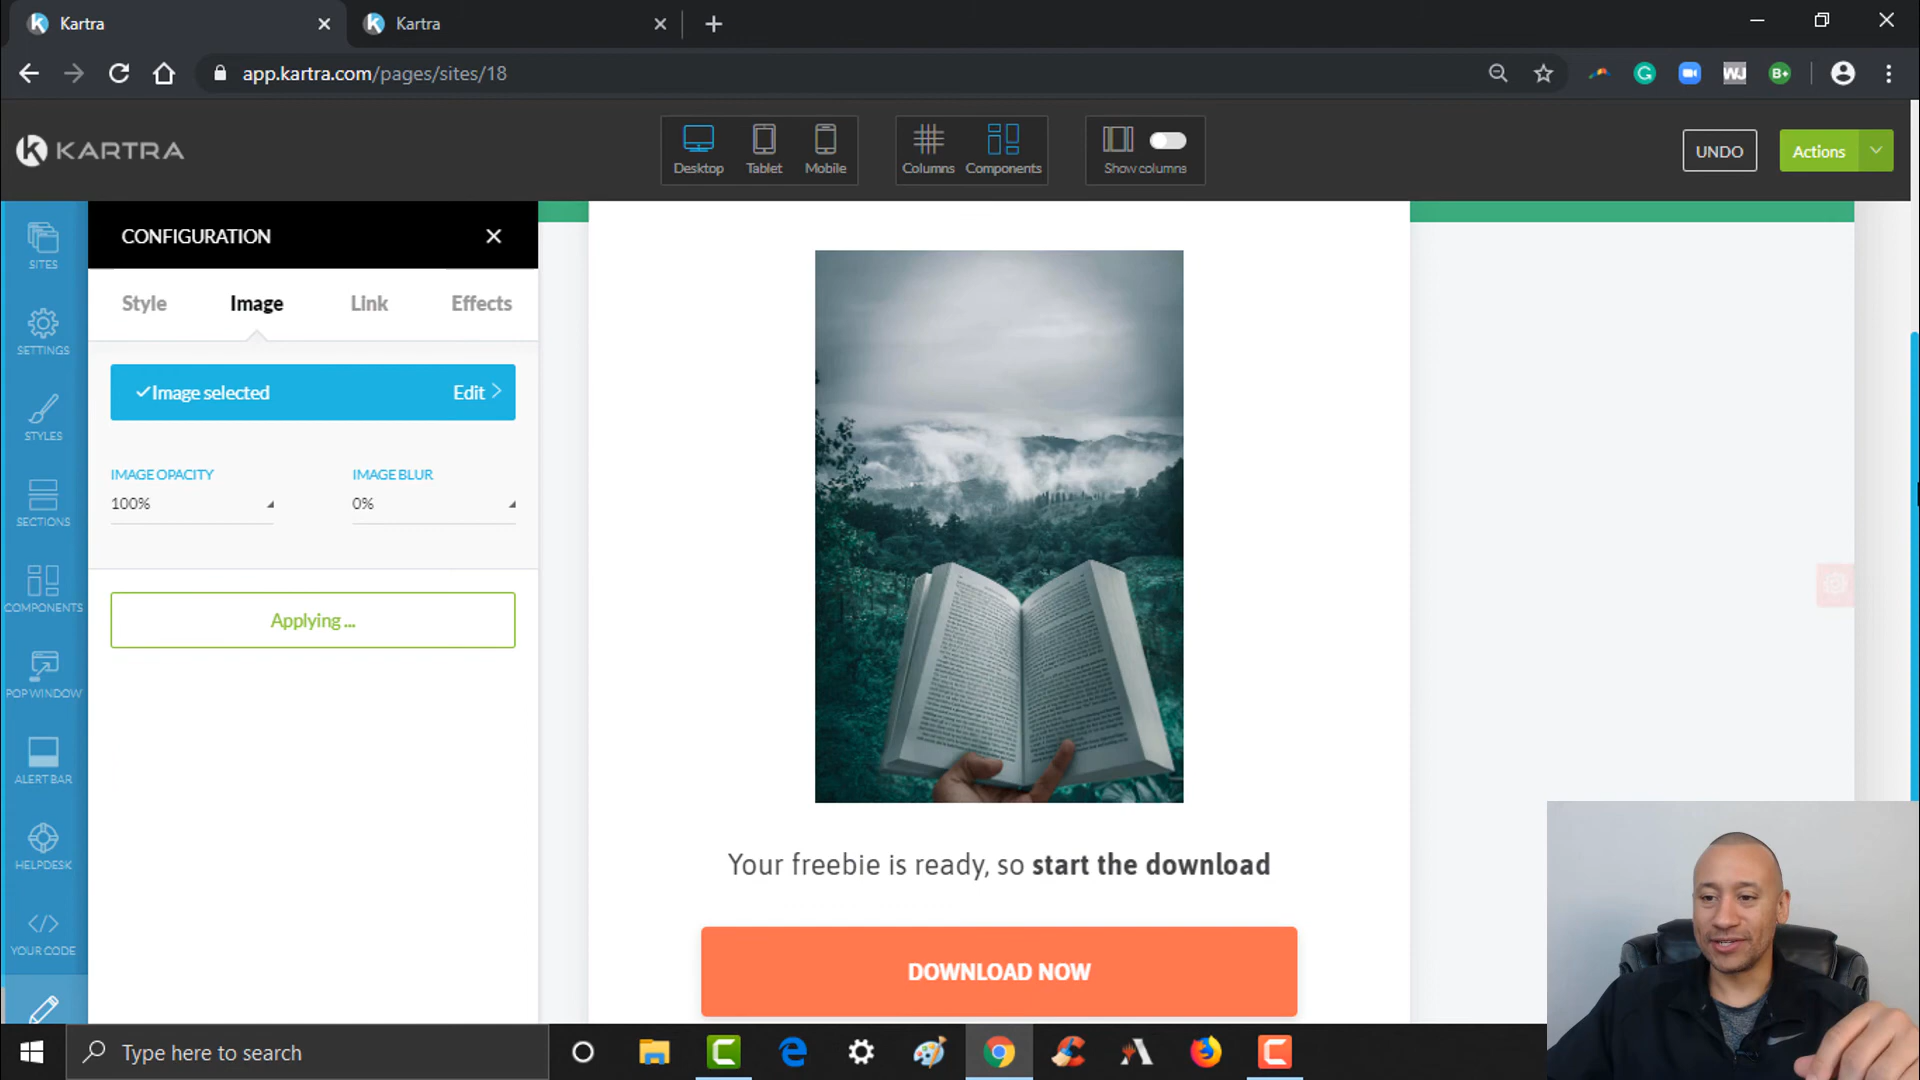 Kartra
Kartra
app.kartra.com/pages/sites/18
WJ
B+
KARTRA
Desktop
Tablet
Mobile
Columns
Components
Show columns
UNDO
Actions
SITES
SETTINGS
STYLES
SECTIONS
COMPONENTS
POP WINDOW
ALERT BAR
HELPDESK
YOUR CODE
CONFIGURATION
Style
Image
Link
Effects
Image selected
Edit
IMAGE OPACITY
IMAGE BLUR
100%
0%
Applying ...
Your freebie is ready, so start the download
DOWNLOAD NOW
Type here to search